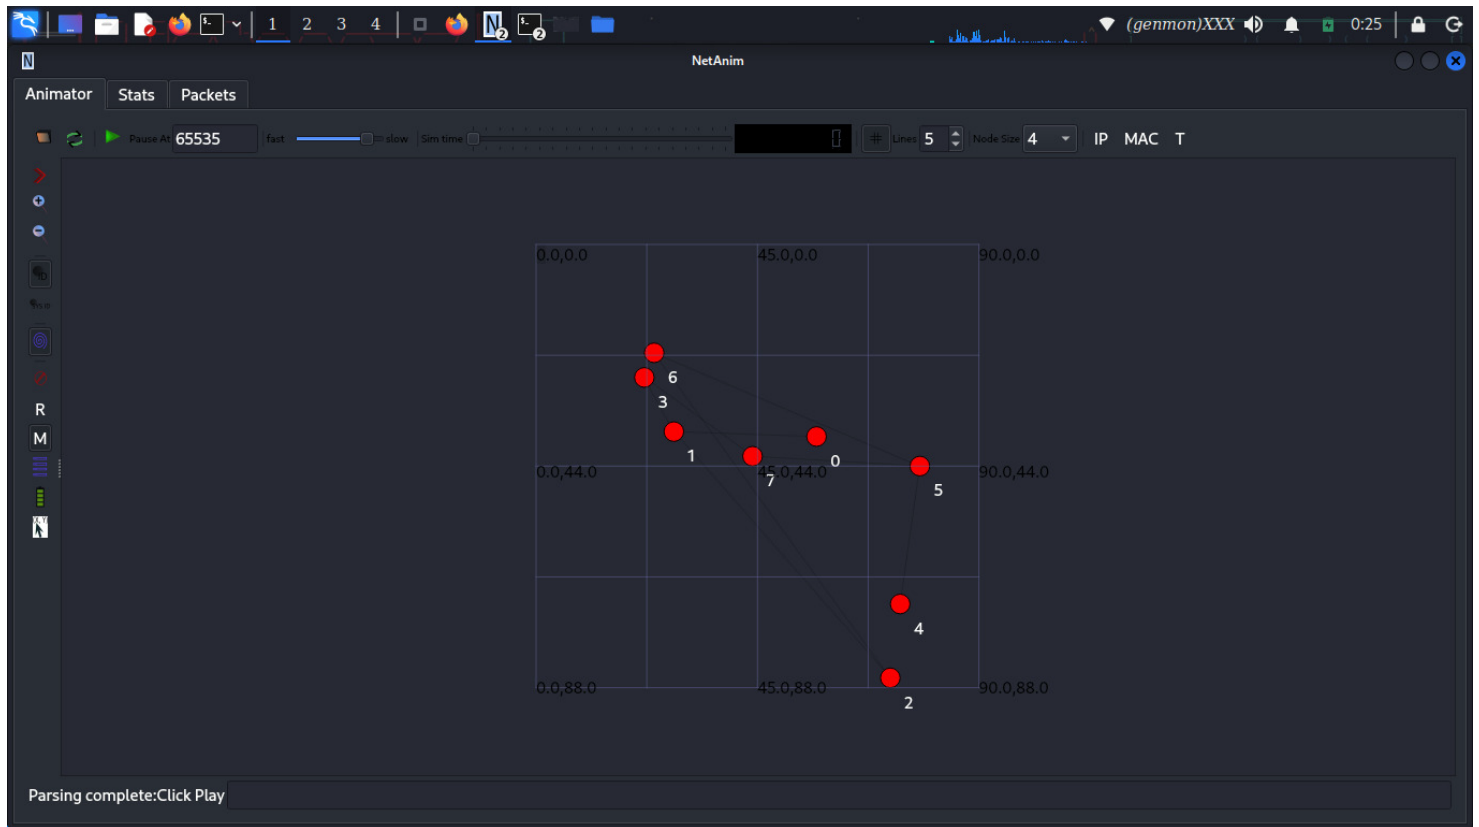 1 2 3 4 (genmon)XXX 0:25
NetAnim
Animator Stats Packets
Pause At 65535 fast slow Sim time 0 Lines 5 Node Size 4 IP MAC T
0.0,0.0 45.0,0.0 90.0,0.0
6
3
1 0
0.0,44.0 45.0,44.0 90.0,44.0
7 5
4
0.0,88.0 45.0,88.0 90.0,88.0
2
R
M
Parsing complete:Click Play